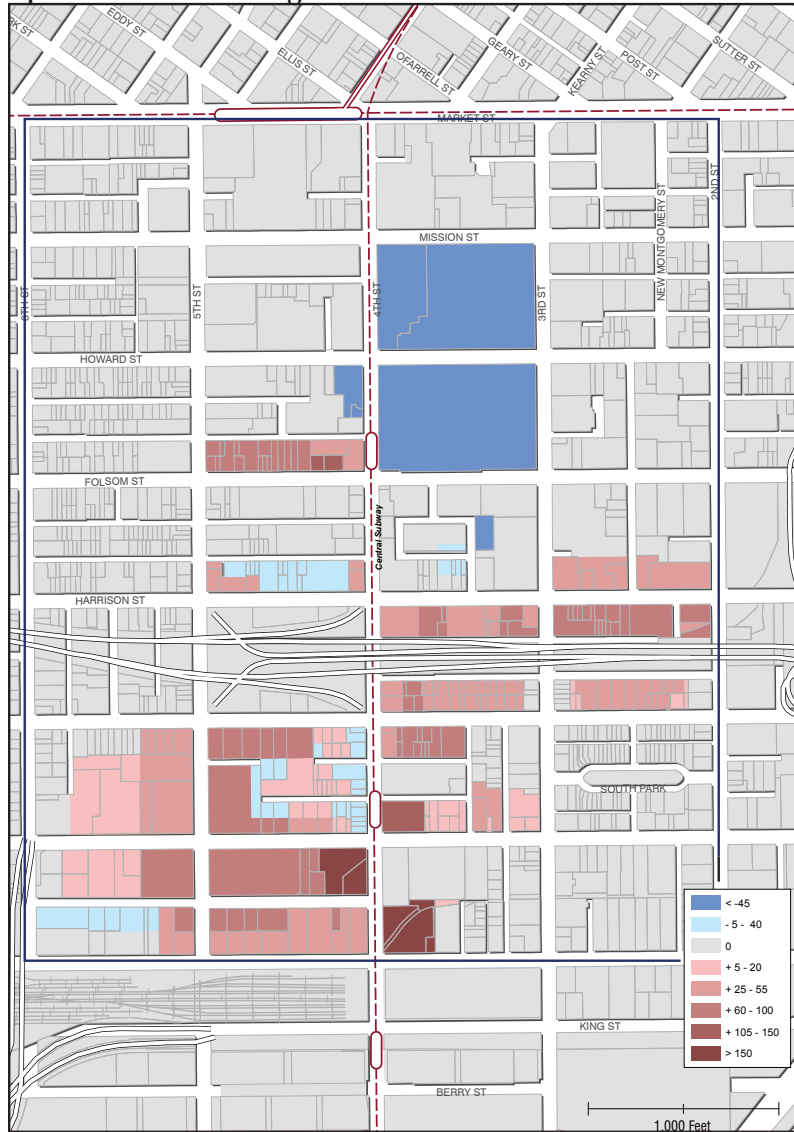 EDDY ST
ELLIS ST
OFARRELL ST
GEARY ST
KEARNY ST
POST ST
SUTTER ST
MARKET ST
2ND ST
NEW MONTGOMERY ST
MISSION ST
6TH ST
5TH ST
4TH ST
3RD ST
HOWARD ST
FOLSOM ST
Central Subway
HARRISON ST
SOUTH PARK
< -45
- 5 - 40
0
+ 5 - 20
+ 25 - 55
+ 60 - 100
+ 105 - 150
> 150
KING ST
BERRY ST
1,000 Feet